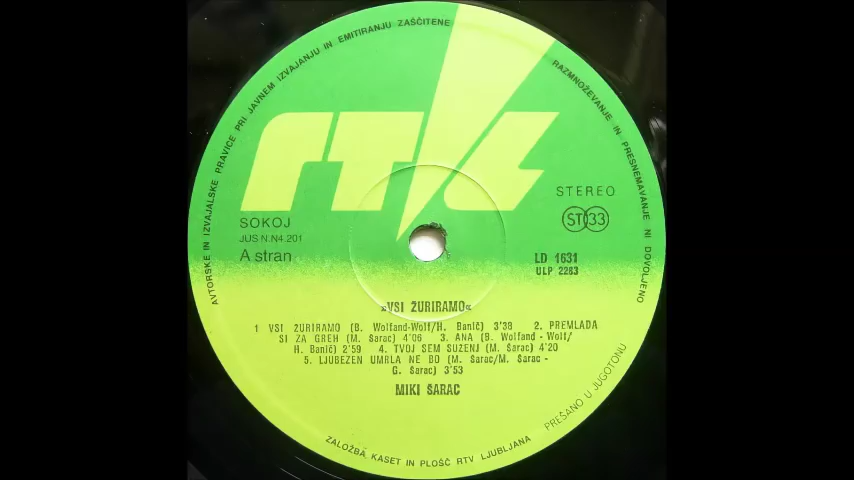 AVTORSKE IN IZVAJALSKE PRAVICE PRI JAVNEM IZVAJANJU IN EMITIRANJU ZAŠČITENE
RAZMNOŽEVANJE IN PRESNEMAVANJE NI DOVOLJENO
rtl
STEREO
SOKOJ
ST 33
JUS N.N4.201
A stran
LD 1631
ULP 2283
»VSI ŽURIRAMO«
1 VSI ŽURIRAMO (B. Wolfand-Wolf/H. Banič) 3'38 2. PREMLADA
SI ZA GREH (M. Šarac) 4'06 3. ANA (B. Wolfand - Wolf/
H. Banič) 2'59 4. TVOJ SEM SUŽENJ (M. Šarac) 4'20
5. LJUBEZEN UMRLA NE BO (M. Šarac/M. Šarac -
G. Šarac) 3'53
MIKI ŠARAC
PREŠANO U JUGOTONU
ZALOŽBA KASET IN PLOŠČ RTV LJUBLJANA